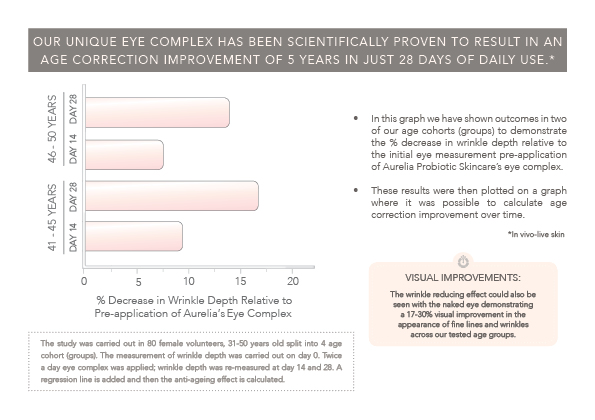 OUR UNIQUE EYE COMPLEX HAS BEEN SCIENTIFICALLY PROVEN TO RESULT IN AN
AGE CORRECTION IMPROVEMENT OF 5 YEARS IN JUST 28 DAYS OF DAILY USE.*
46 - 50 YEARS
DAY 28
DAY 14
41 - 45 YEARS
DAY 28
DAY 14
0 5 10 15 20
% Decrease in Wrinkle Depth Relative to
Pre-application of Aurelia's Eye Complex
• In this graph we have shown outcomes in two
of our age cohorts (groups) to demonstrate
the % decrease in wrinkle depth relative to
the initial eye measurement pre-application
of Aurelia Probiotic Skincare's eye complex.
• These results were then plotted on a graph
where it was possible to calculate age
correction improvement over time.
*In vivo-live skin
VISUAL IMPROVEMENTS:
The wrinkle reducing effect could also be
seen with the naked eye demonstrating
a 17-30% visual improvement in the
appearance of fine lines and wrinkles
across our tested age groups.
The study was carried out in 80 female volunteers, 31-50 years old split into 4 age
cohort (groups). The measurement of wrinkle depth was carried out on day 0. Twice
a day eye complex was applied; wrinkle depth was re-measured at day 14 and 28. A
regression line is added and then the anti-ageing effect is calculated.